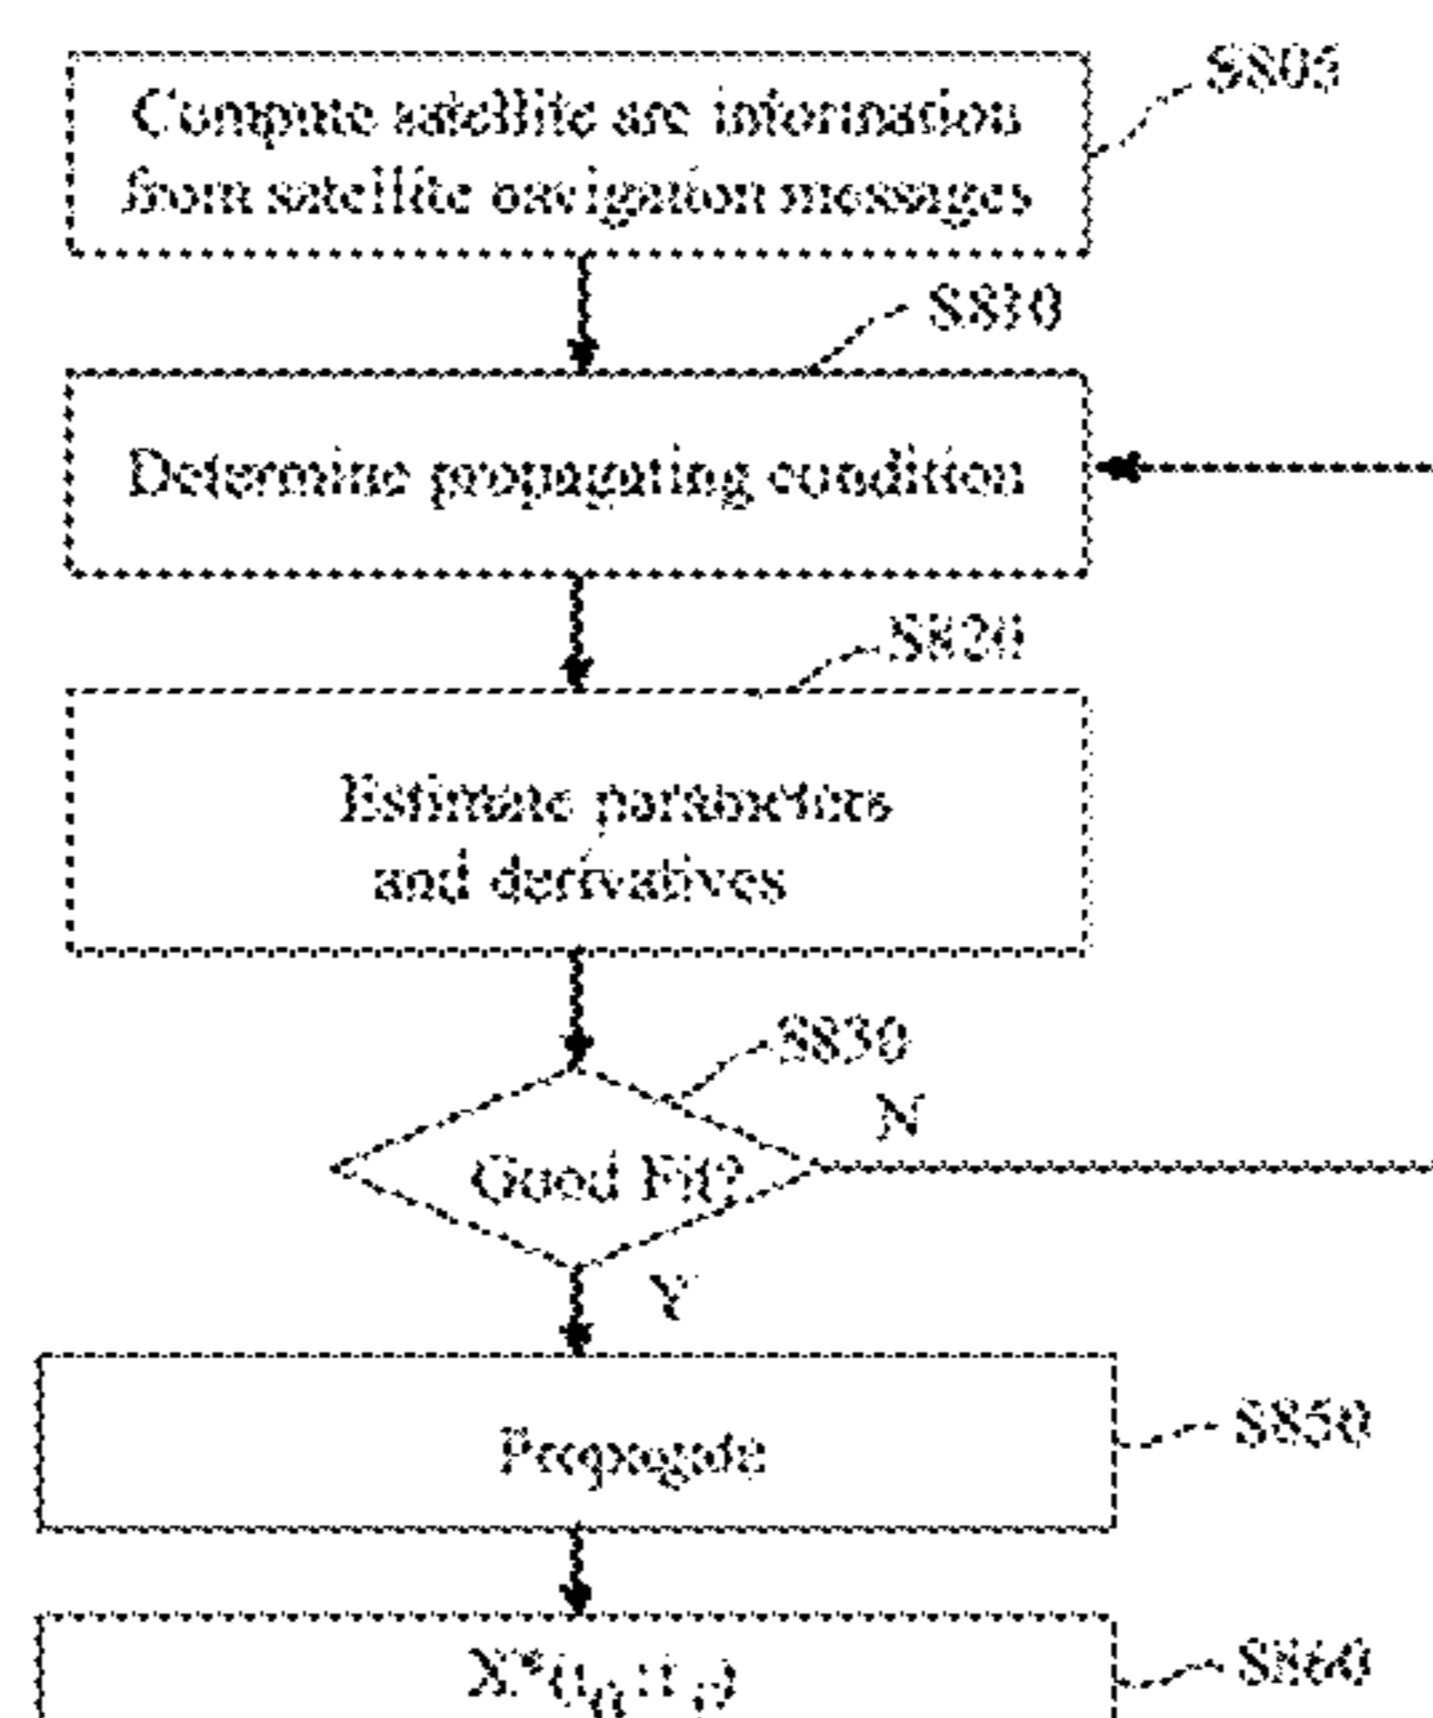 S805
Compute satellite arc information
from satellite navigation messages
S810
Determine propagating condition
S820
Estimate parameters
and derivatives
S830
N
Good Fit?
Y
Propagate
S850
S860